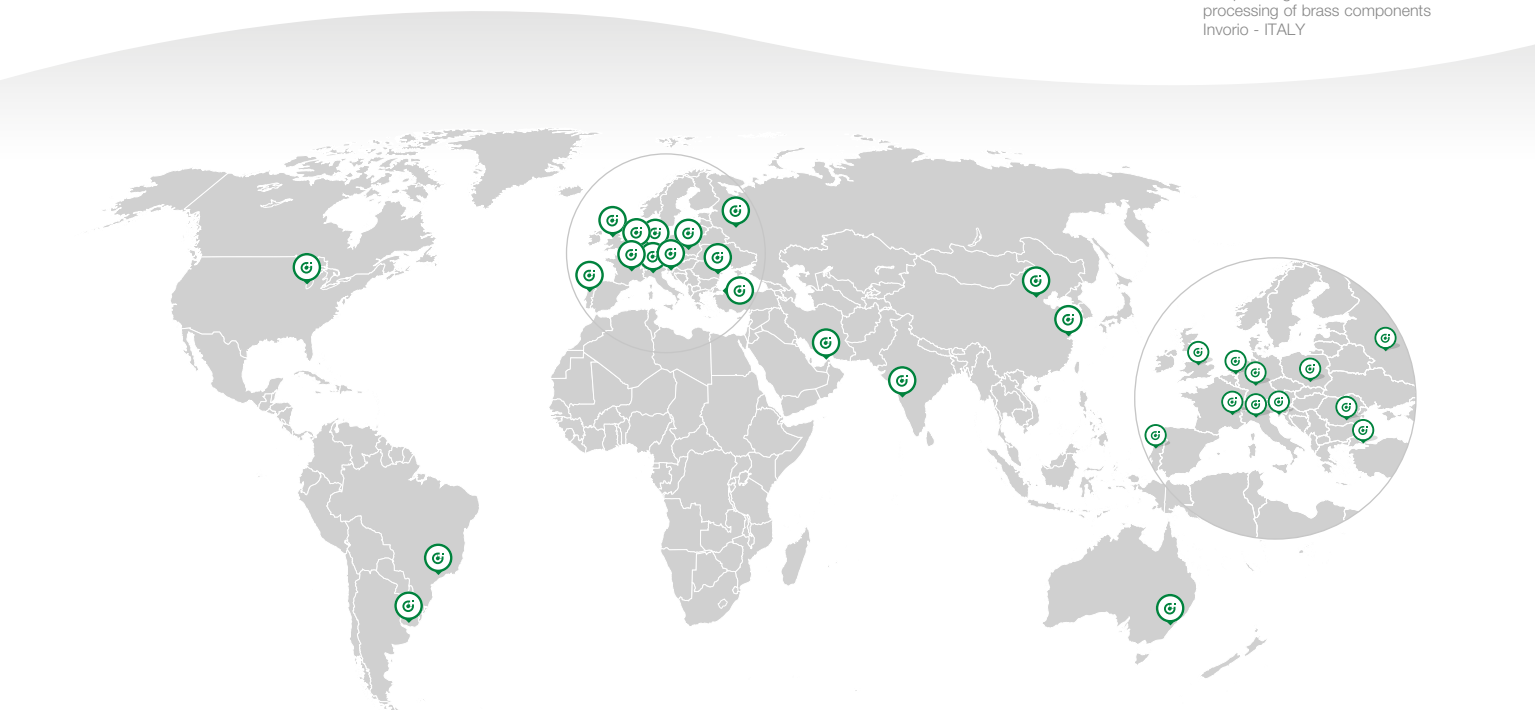 processing of brass components
Invorio - ITALY